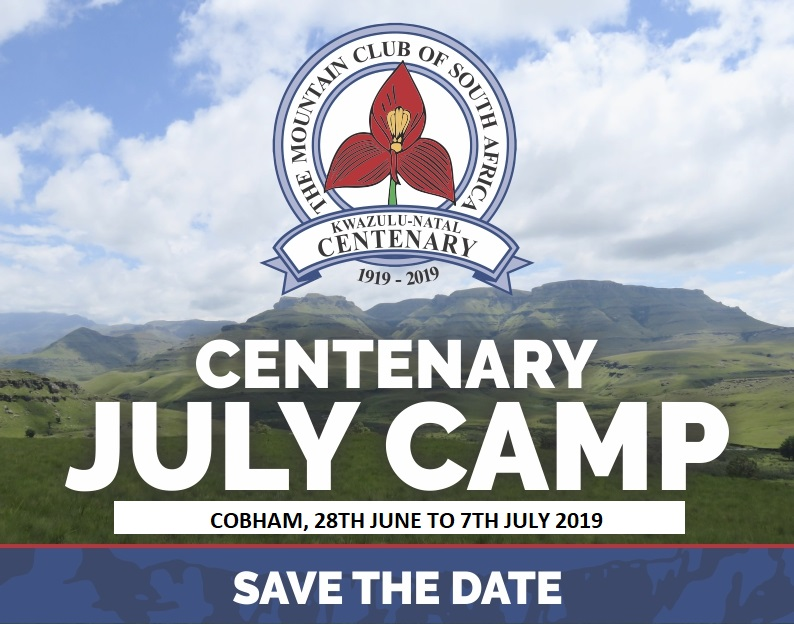 THE MOUNTAIN CLUB OF SOUTH AFRICA
KWAZULU-NATAL
CENTENARY
1919 - 2019
CENTENARY
JULY CAMP
COBHAM, 28TH JUNE TO 7TH JULY 2019
SAVE THE DATE